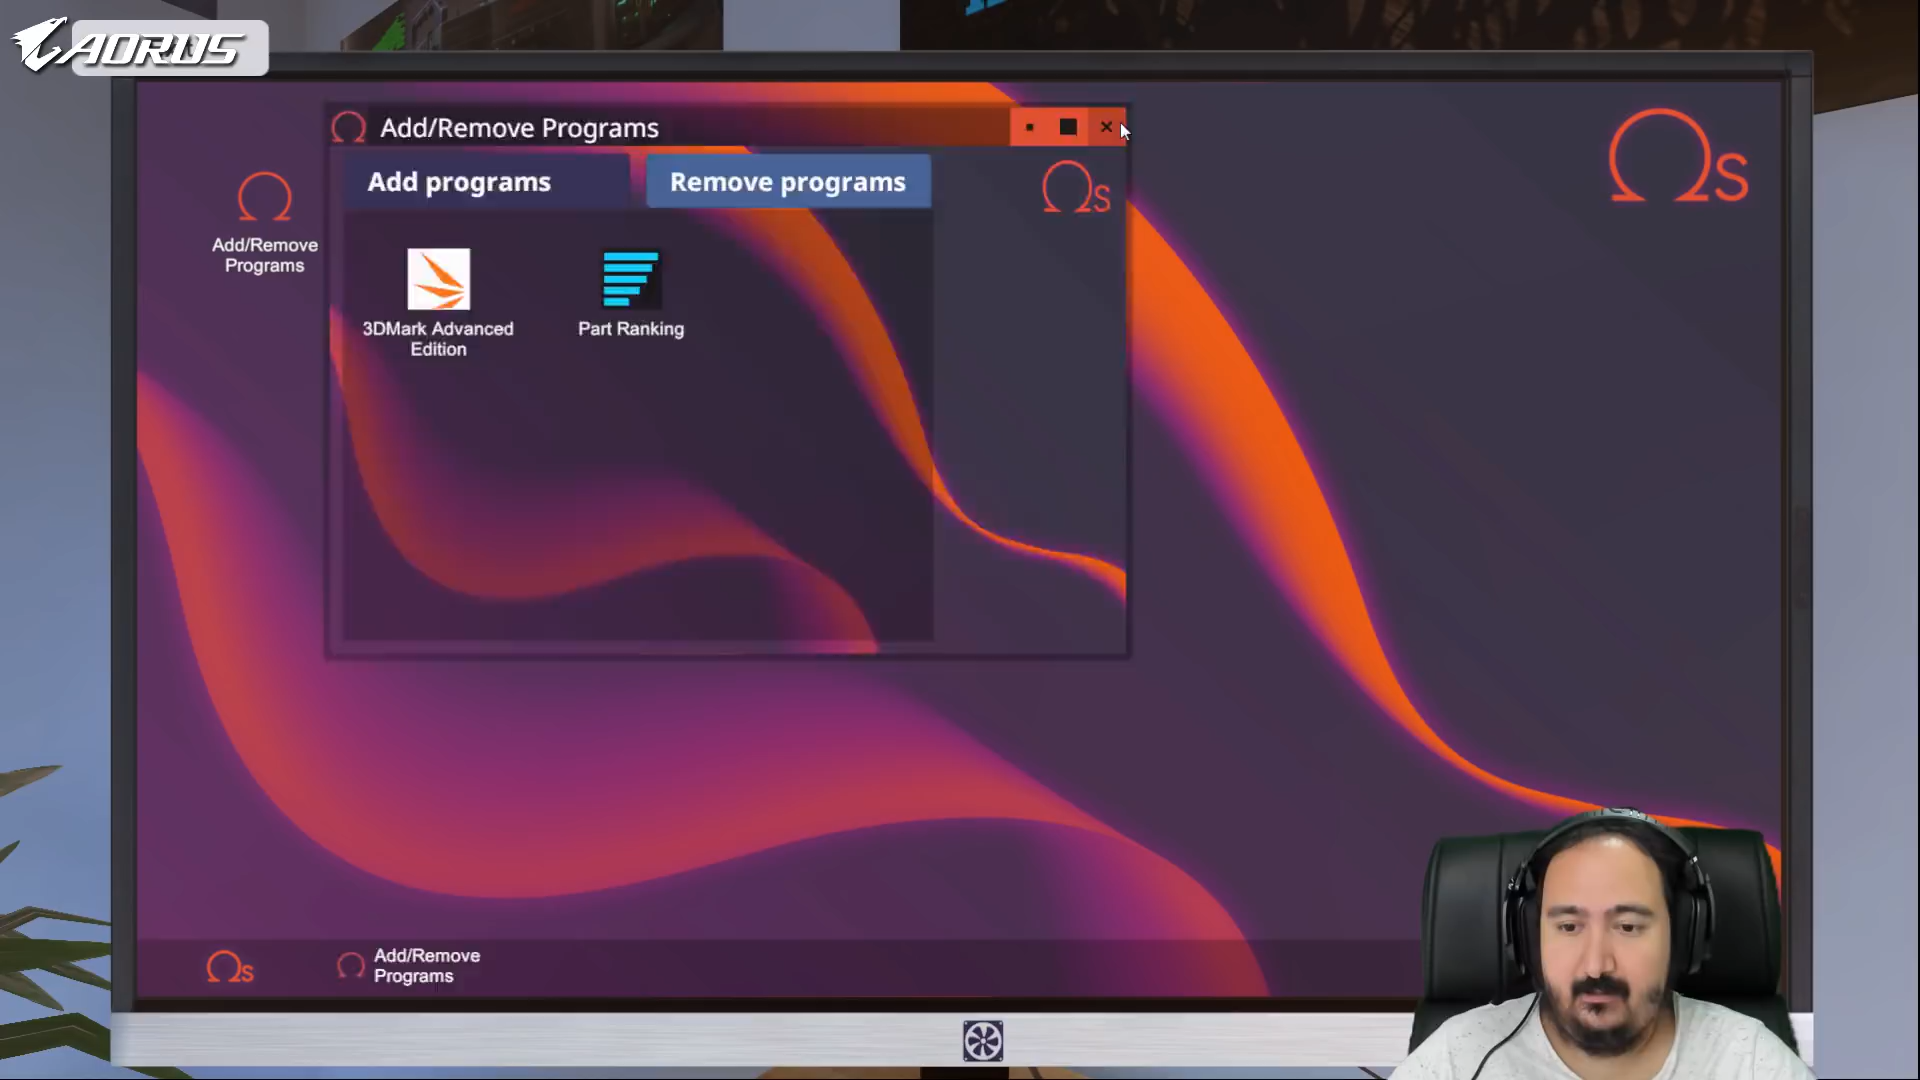 AORUS
Add/Remove Programs
Add programs
Remove programs
Ωs
Ωs
Add/Remove
Programs
3DMark Advanced
Edition
Part Ranking
Ωs
Add/Remove
Programs